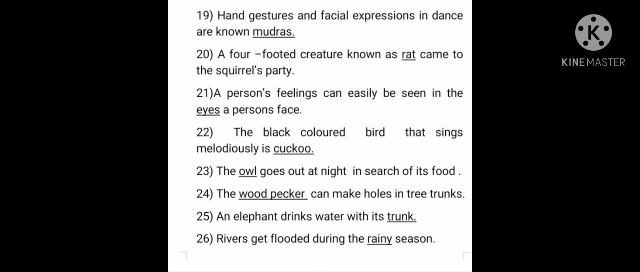 19) Hand gestures and facial expressions in dance
are known mudras.
20) A four –footed creature known as rat came to
the squirrel's party.
21)A person's feelings can easily be seen in the
eyes a persons face.
22) The black coloured bird that sings
melodiously is cuckoo.
23) The owl goes out at night in search of its food .
24) The wood pecker can make holes in tree trunks.
25) An elephant drinks water with its trunk.
26) Rivers get flooded during the rainy season.
K
KINEMASTER